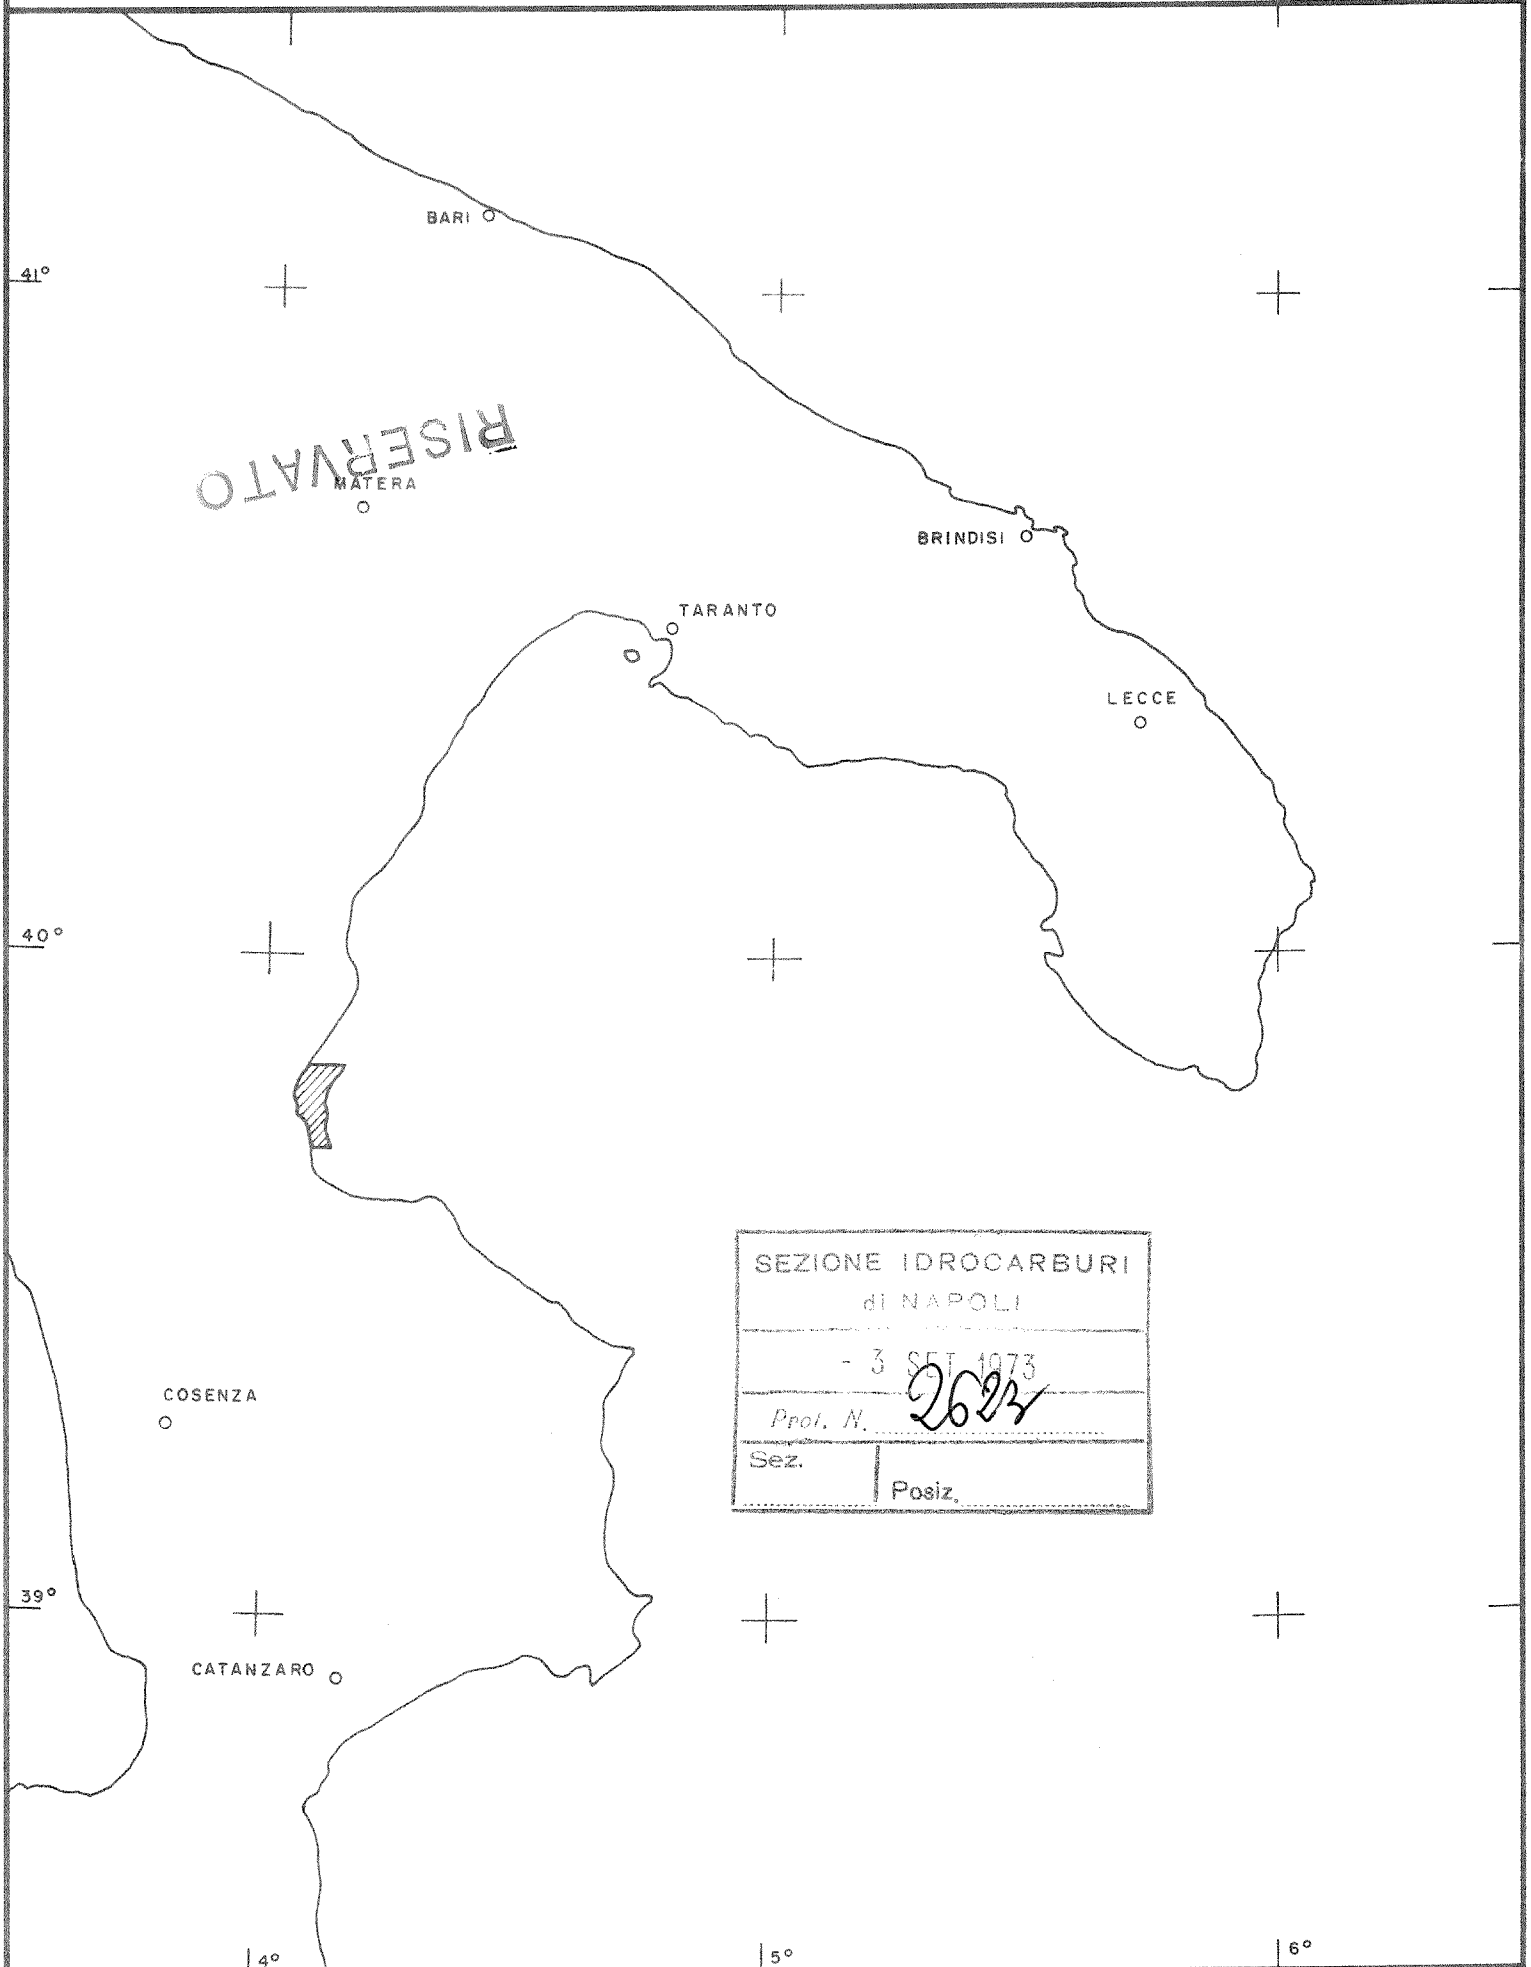 BARI
41°
RISERVATO
MATERA
BRINDISI
TARANTO
LECCE
40°
SEZIONE IDROCARBURI
di NAPOLI
- 3 SET 1973
Prot. N.
Sez.
Posiz.
COSENZA
39°
CATANZARO
4°
5°
6°